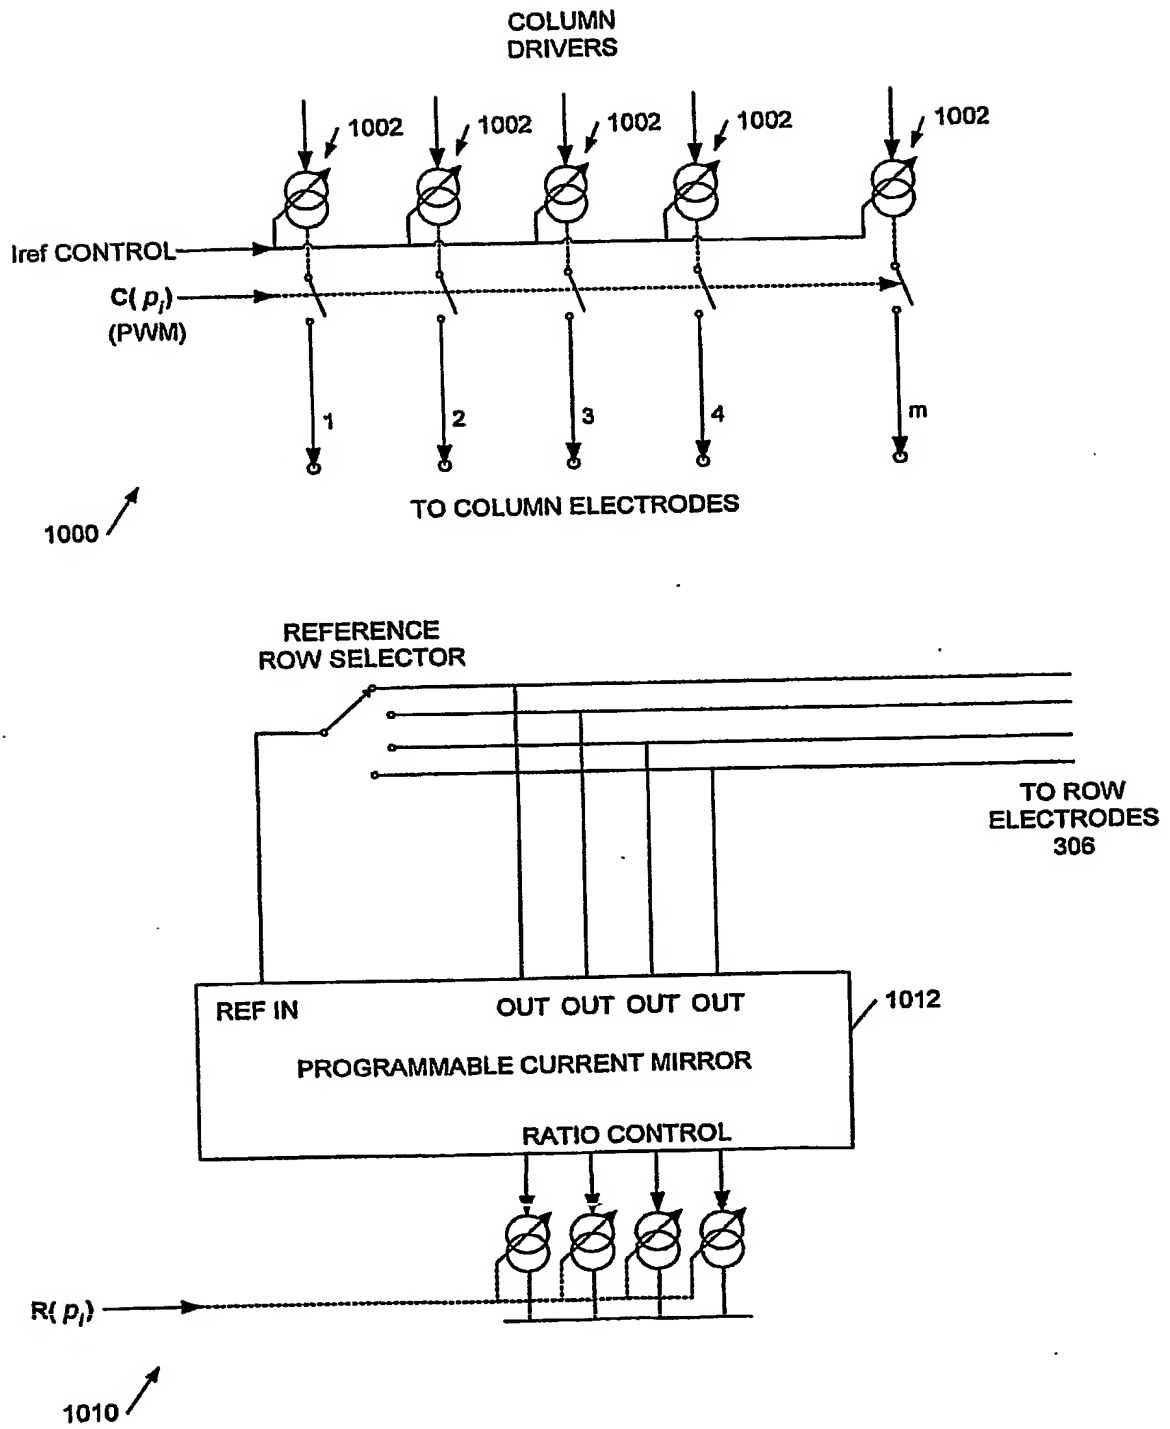 COLUMN
DRIVERS
1002
1002
1002
1002
1002
Iref CONTROL
C( pi)
(PWM)
1
2
3
4
m
TO COLUMN ELECTRODES
1000
REFERENCE
ROW SELECTOR
TO ROW
ELECTRODES
306
REF IN
OUT OUT OUT OUT
1012
PROGRAMMABLE CURRENT MIRROR
RATIO CONTROL
R( pi)
1010